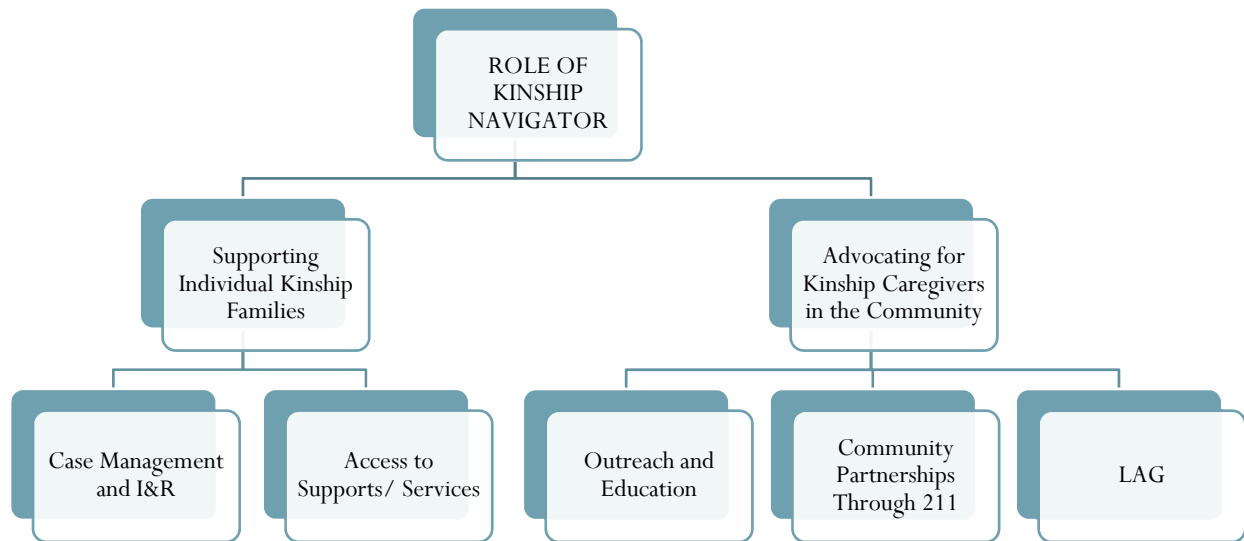 ROLE OF
KINSHIP
NAVIGATOR
Supporting
Individual Kinship
Families
Advocating for
Kinship Caregivers
in the Community
Case Management
and I&R
Access to
Supports/ Services
Outreach and
Education
Community
Partnerships
Through 211
LAG